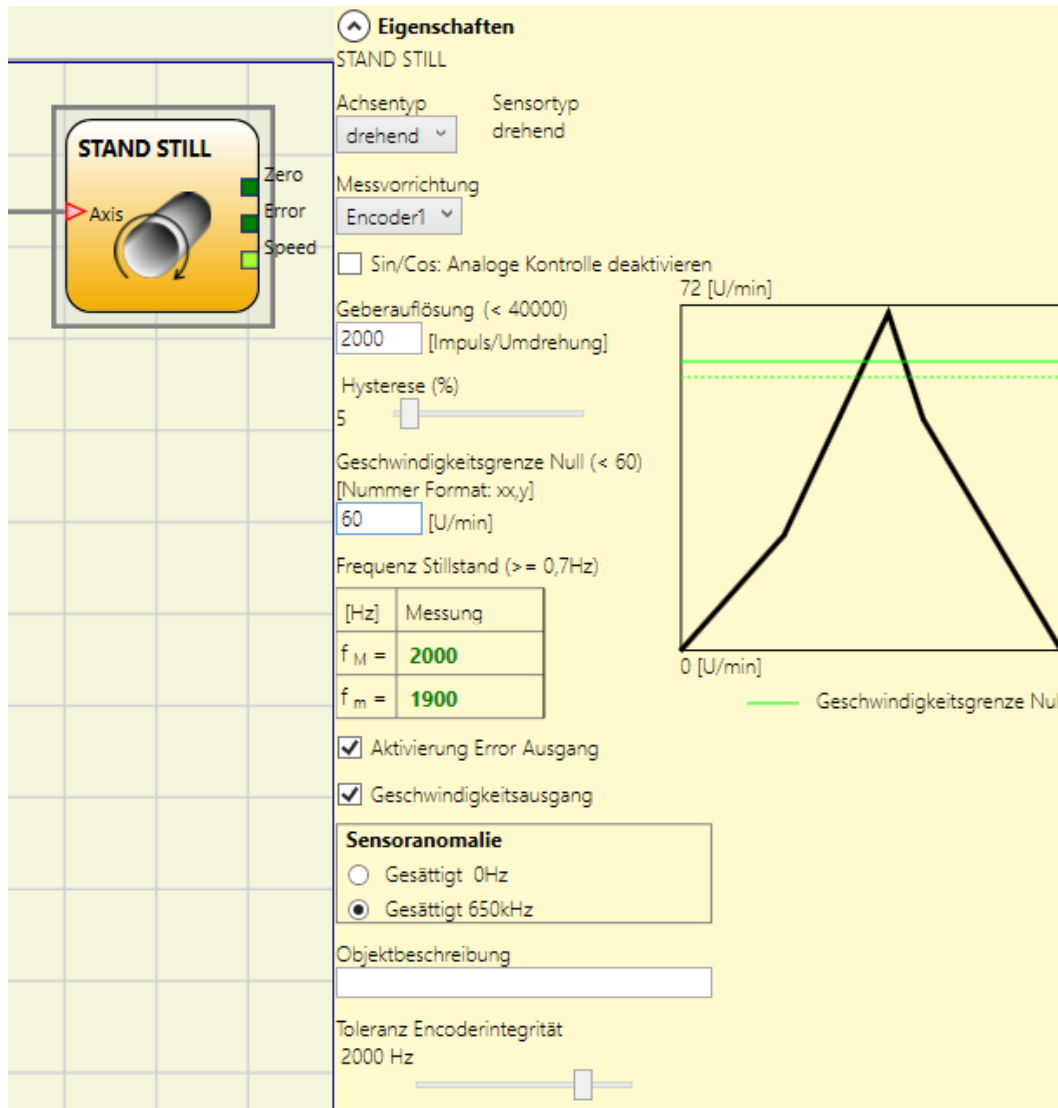 Eigenschaften
STAND STILL
STAND STILL
Zero
Axis
Error
Speed
Achsentyp Sensortyp
drehend drehend
Messvorrichtung
Encoder1
Sin/Cos: Analoge Kontrolle deaktivieren
72 [U/min]
Geberauflösung (< 40000)
2000 [Impuls/Umdrehung]
Hysterese (%)
5
Geschwindigkeitsgrenze Null (< 60)
[Nummer Format: xx,y]
60 [U/min]
Frequenz Stillstand (>= 0,7Hz)
[Hz] Messung
f M = 2000
f m = 1900
0 [U/min]
Geschwindigkeitsgrenze Nul
Aktivierung Error Ausgang
Geschwindigkeitsausgang
Sensoranomalie
Gesättigt 0Hz
Gesättigt 650kHz
Objektbeschreibung
Toleranz Encoderintegrität
2000 Hz